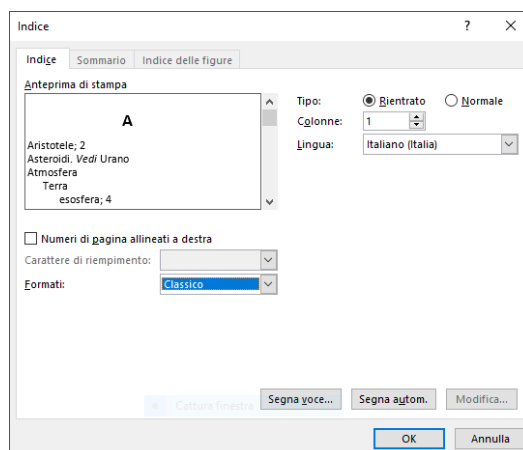 Indice
? X
Indice Sommario Indice delle figure
Anteprima di stampa
A
Aristotele; 2
Asteroidi. Vedi Urano
Atmosfera
Terra
esosfera; 4
Tipo: Rientrato Normale
Colonne: 1
Lingua: Italiano (Italia)
Numeri di pagina allineati a destra
Carattere di riempimento:
Formati: Classico
Cattura finestra
Segna voce... Segna autom. Modifica...
OK Annulla